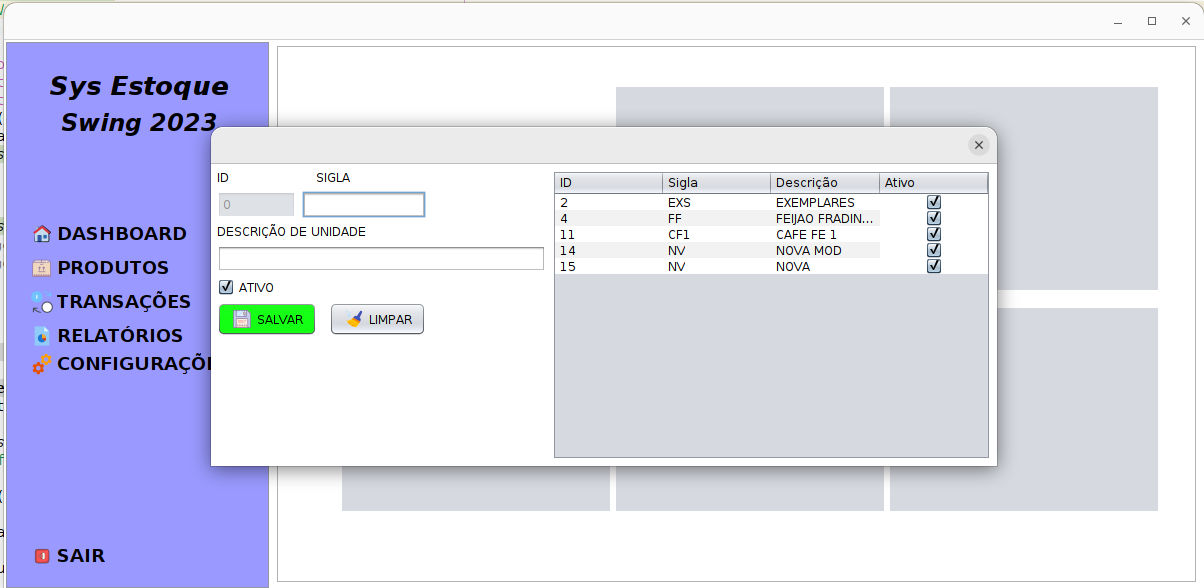 Sys Estoque
Swing 2023
DASHBOARD
PRODUTOS
TRANSAÇÕES
RELATÓRIOS
CONFIGURAÇÕ
SAIR
ID SIGLA
0
DESCRIÇÃO DE UNIDADE
ATIVO
SALVAR LIMPAR
ID Sigla Descrição Ativo
2 EXS EXEMPLARES
4 FF FEIJAO FRADIN...
11 CF1 CAFE FE 1
14 NV NOVA MOD
15 NV NOVA